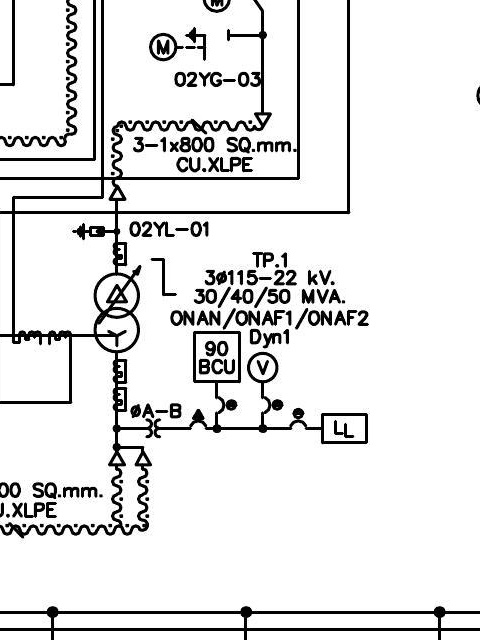 M
M
02YG-03
3-1x800 SQ.mm.
CU.XLPE
02YL-01
TP.1
3ø115-22 kV.
30/40/50 MVA.
ONAN/ONAF1/ONAF2
Dyn1
90
BCU
V
øA-B
LL
00 SQ.mm.
.XLPE